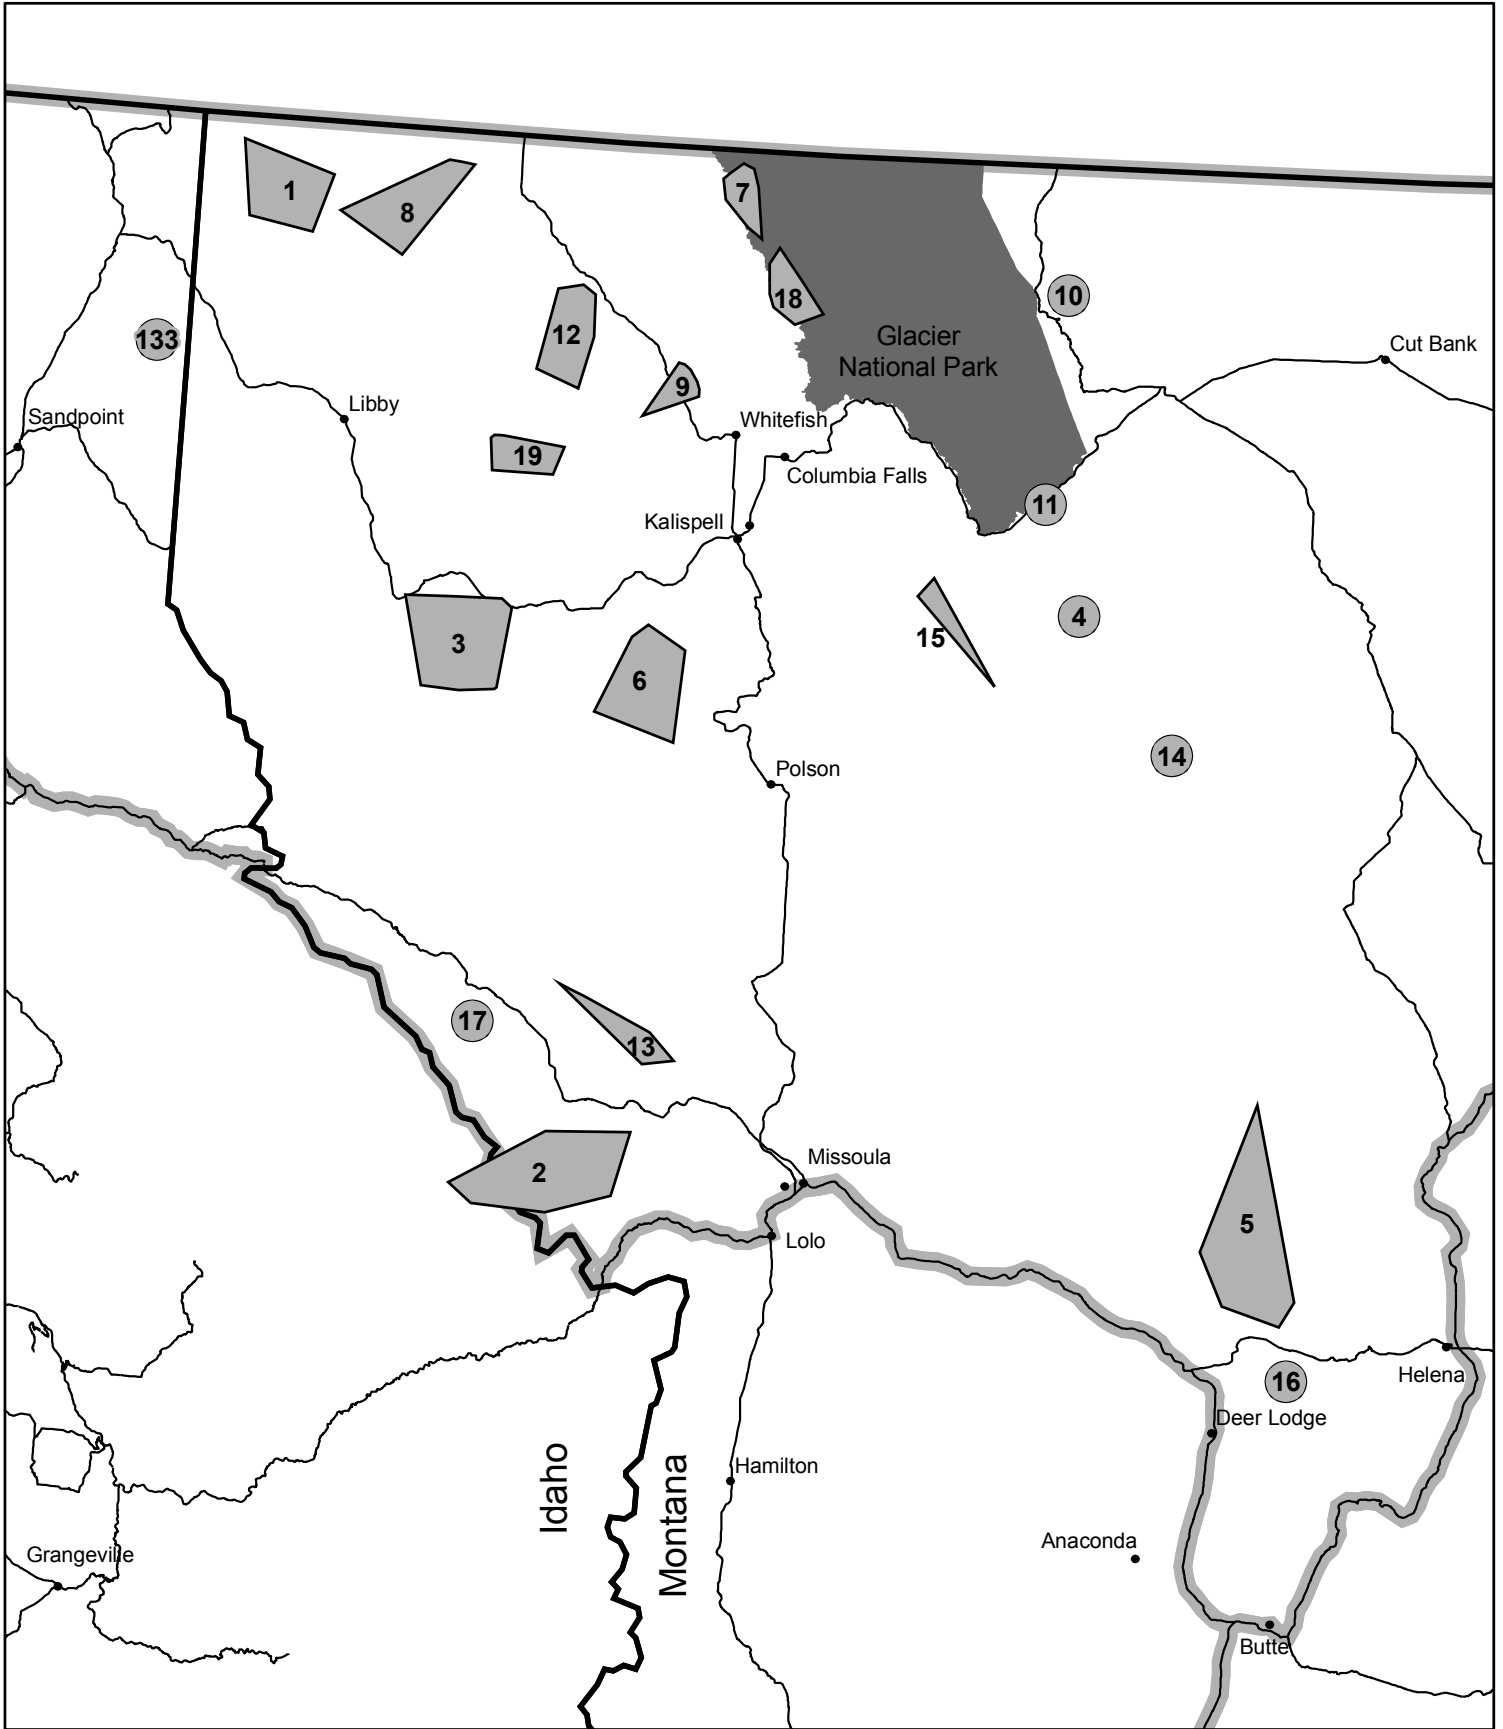 1
8
7
18
10
12
133
Glacier
National Park
Cut Bank
9
Libby
Sandpoint
Whitefish
19
Columbia Falls
11
Kalispell
4
15
3
6
14
Polson
17
13
Missoula
2
5
Lolo
Helena
16
Deer Lodge
Idaho
Montana
Hamilton
Anaconda
Grangeville
Butte